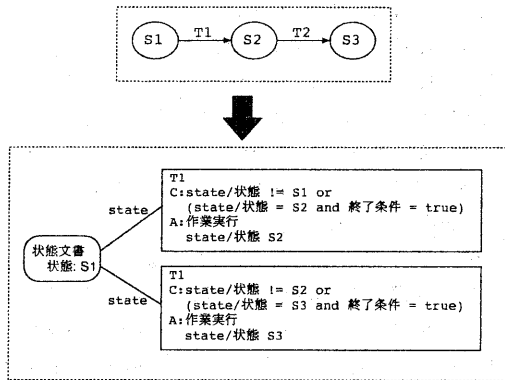 S1 T1 S2 T2 S3
T1
C:state/状態 != S1 or
(state/状態 = S2 and 終了条件 = true)
A:作業実行
state/状態 S2
state
状態文書
状態: S1
state
T1
C:state/状態 != S2 or
(state/状態 = S3 and 終了条件 = true)
A:作業実行
state/状態 S3